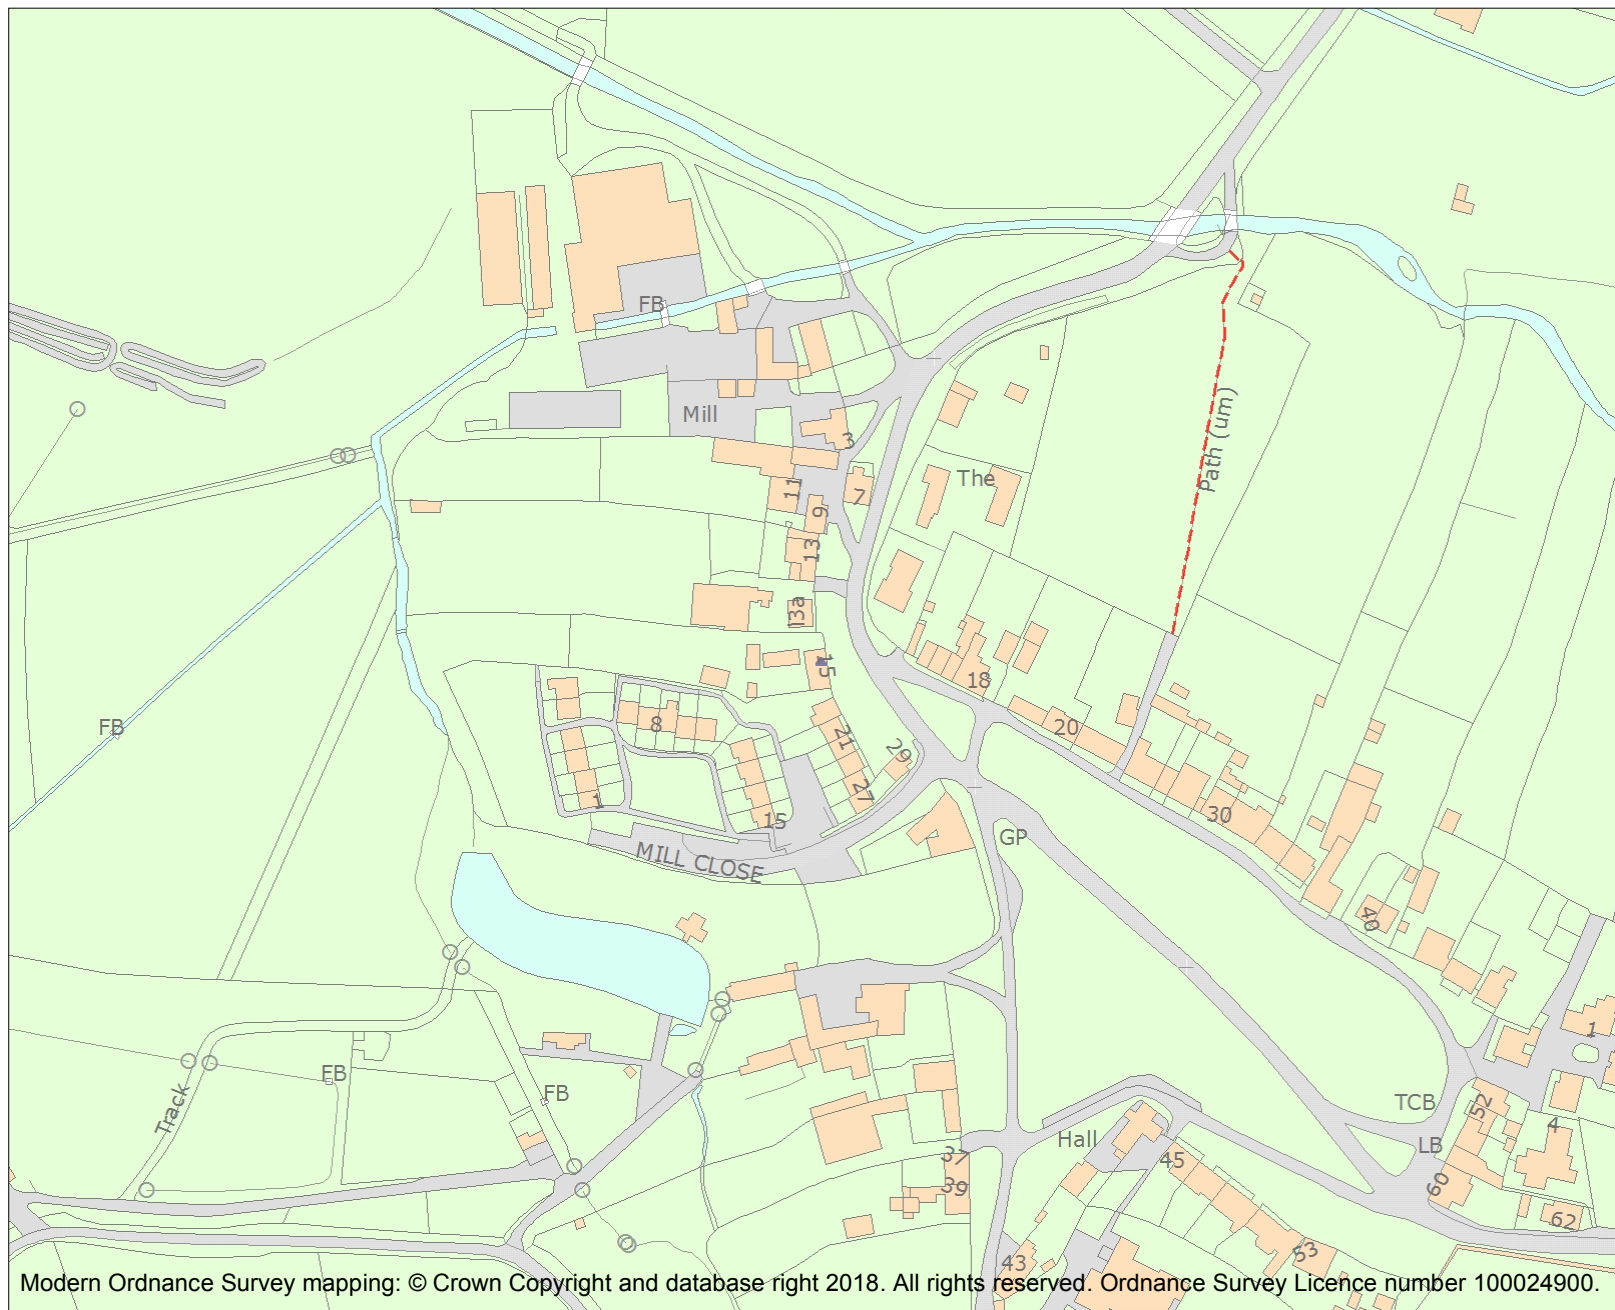 FB
Mill
3
The
Path (um)
11
7
9
13
13a
15
18
FB
8
21
29
20
27
1
15
30
GP
MILL CLOSE
40
1
FB
FB
Track
TCB
52
4
Hall
LB
37
45
39
60
62
53
43
Modern Ordnance Survey mapping: © Crown Copyright and database right 2018. All rights reserved. Ordnance Survey Licence number 100024900.